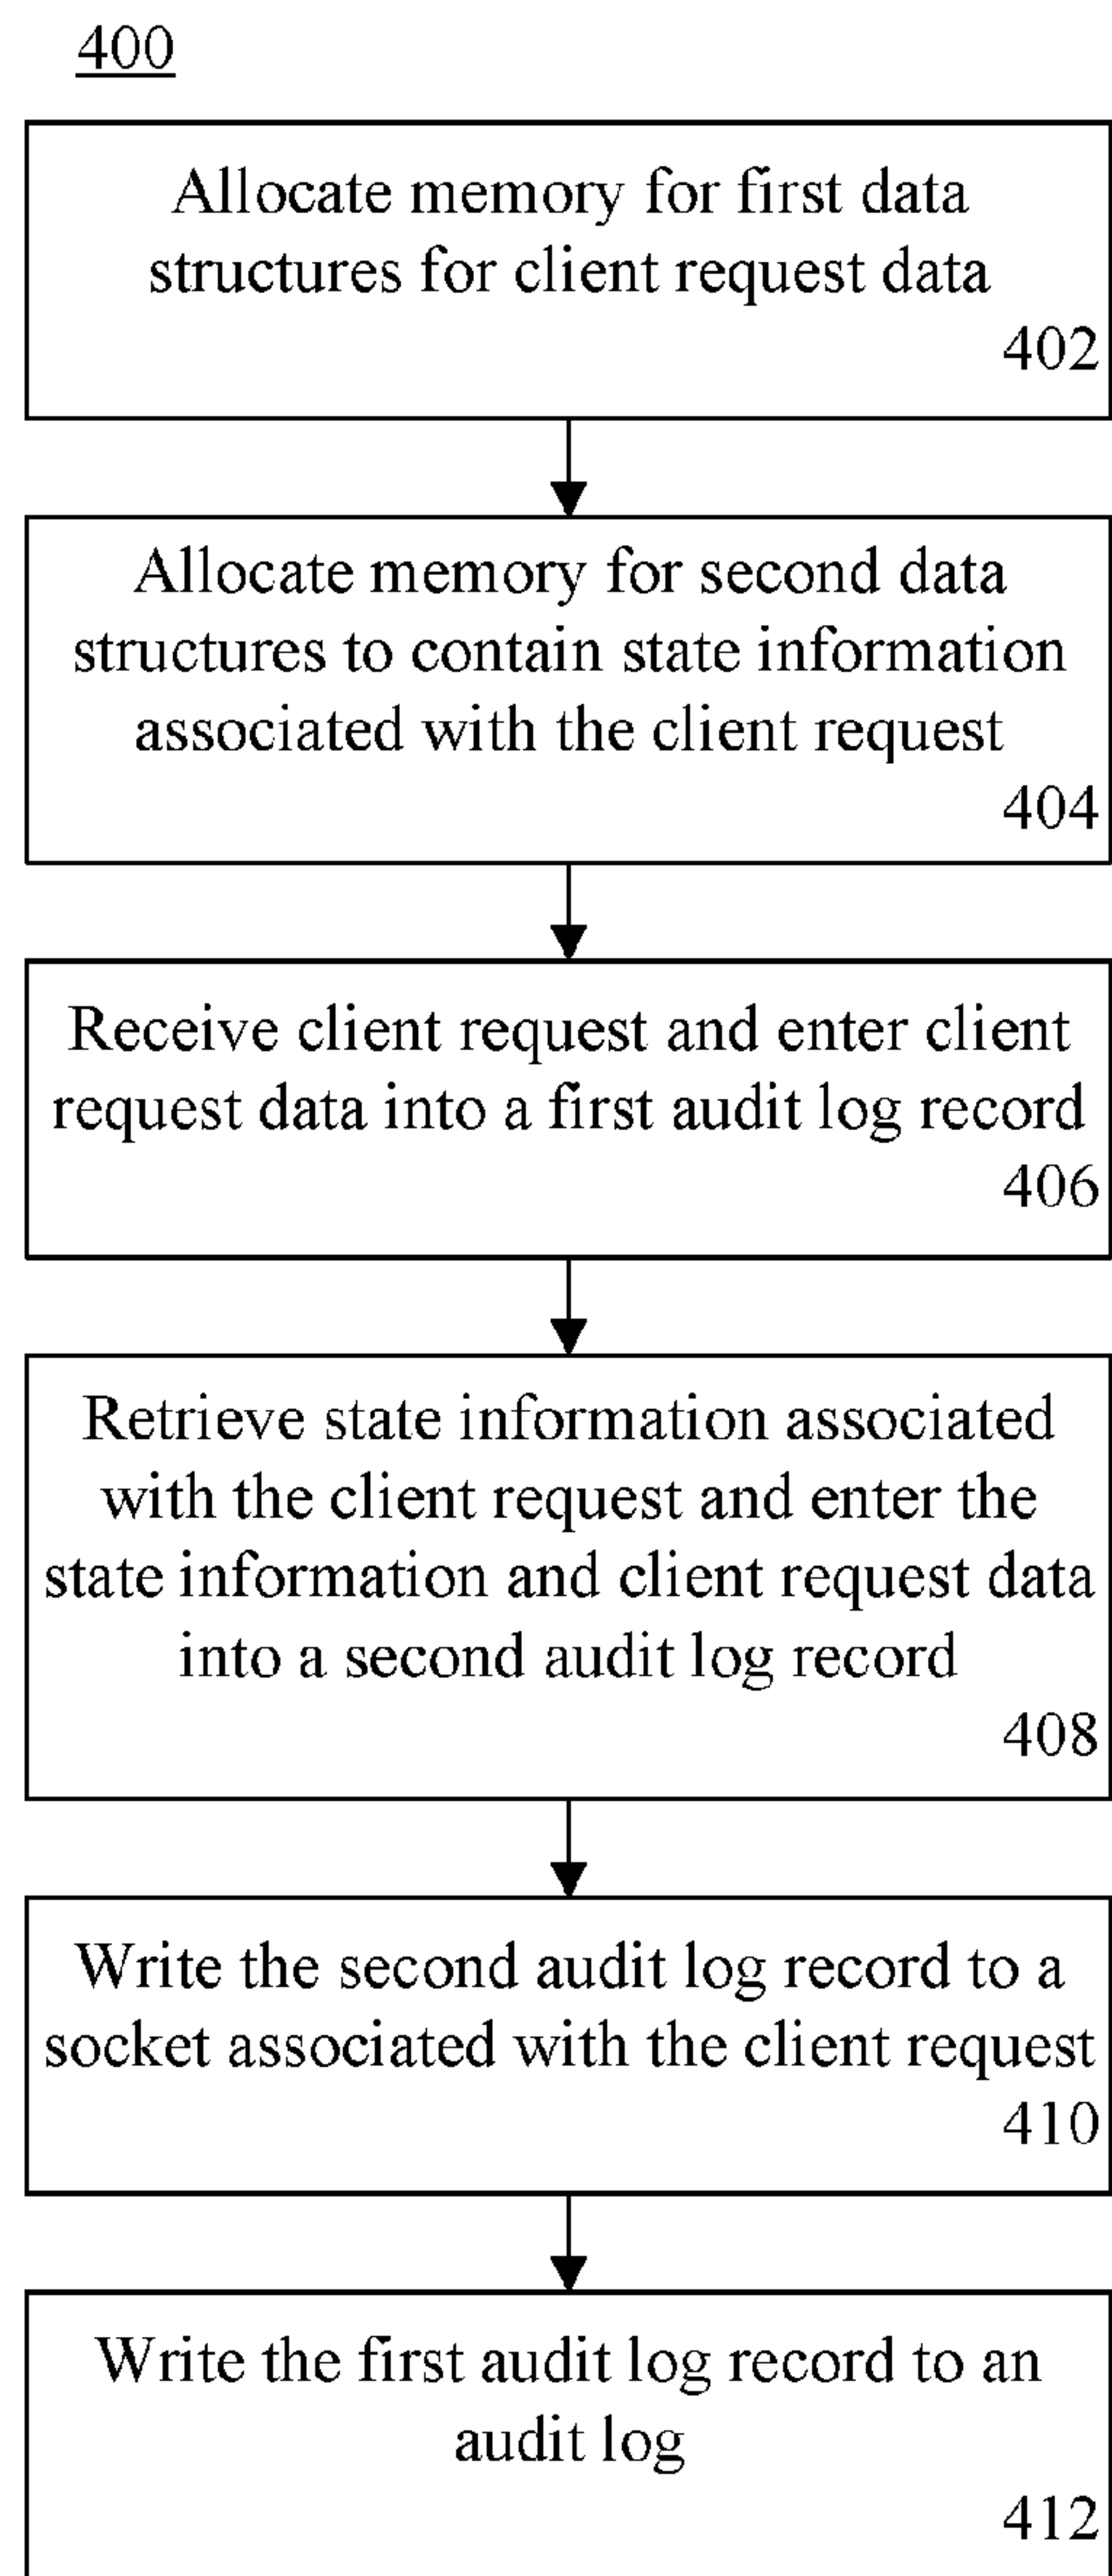 400
Allocate memory for first data
structures for client request data
402
Allocate memory for second data
structures to contain state information
associated with the client request
404
Receive client request and enter client
request data into a first audit log record
406
Retrieve state information associated
with the client request and enter the
state information and client request data
into a second audit log record
408
Write the second audit log record to a
socket associated with the client request
410
Write the first audit log record to an
audit log
412